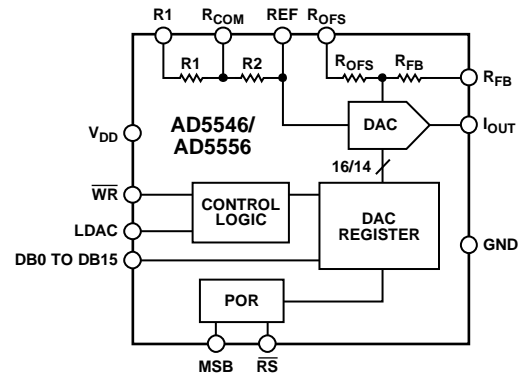 R1 RCOM REF ROFS
R1 R2 ROFS RFB
RFB
VDD
AD5546/
AD5556
DAC
IOUT
16/14
WR
CONTROL
LOGIC
DAC
REGISTER
LDAC
GND
DB0 TO DB15
POR
MSB RS